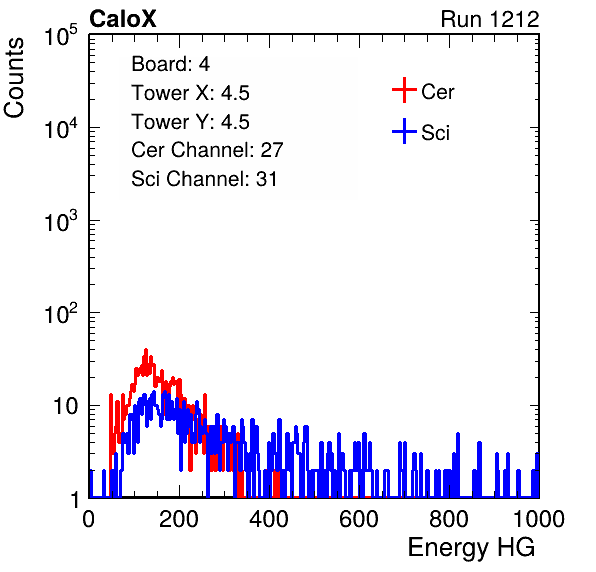 CaloX Run 1212
Counts
10^5
10^4
10^3
10^2
10
1
Board: 4
Tower X: 4.5
Tower Y: 4.5
Cer Channel: 27
Sci Channel: 31
Cer
Sci
0 200 400 600 800 1000
Energy HG